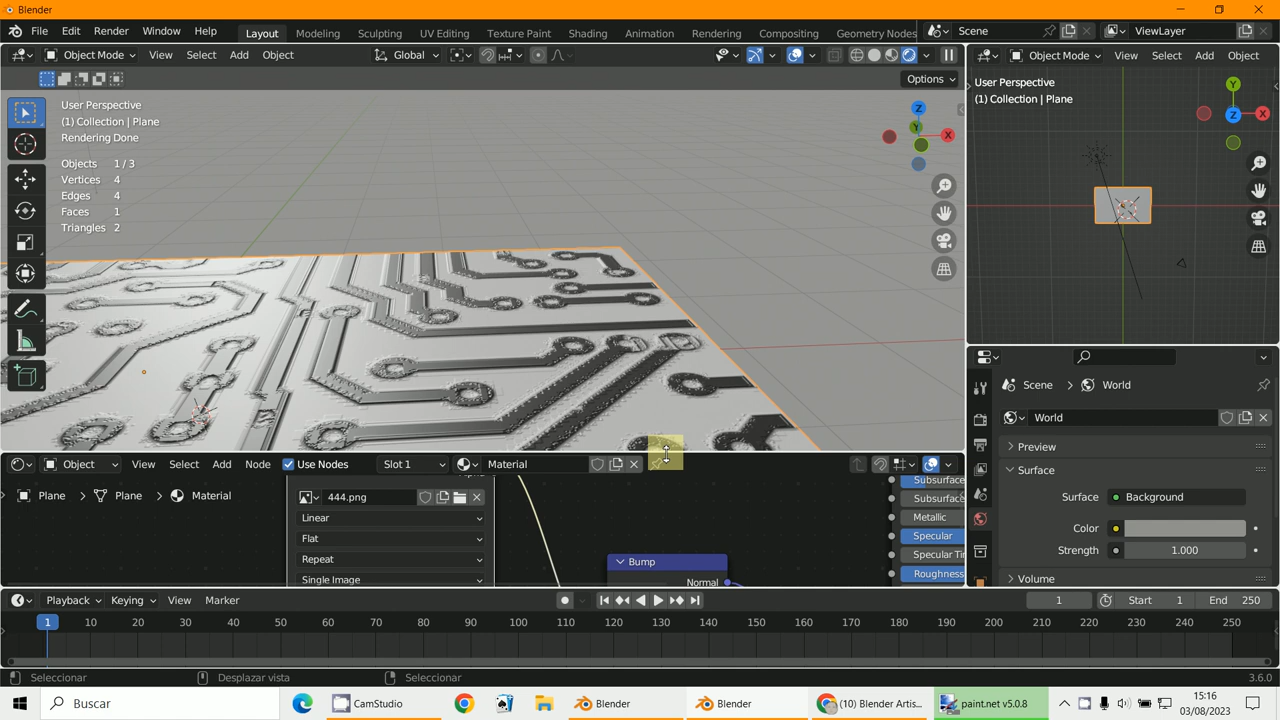 Blender
File Edit Render Window Help Layout Modeling Sculpting UV Editing Texture Paint Shading Animation Rendering Compositing Geometry Nodes Scene ViewLayer
Object Mode View Select Add Object Global
Object Mode View Select Add Object
Options
User Perspective
(1) Collection | Plane
Rendering Done
Objects 1 / 3
Vertices 4
Edges 4
Faces 1
Triangles 2
Z
Y
X
User Perspective
(1) Collection | Plane
Y
Z
X
Scene > World
World
Preview
Surface
Surface Background
Color
Strength 1.000
Volume
Object View Select Add Node Use Nodes Slot 1 Material
Plane > Plane > Material
444.png
Linear
Flat
Repeat
Single Image
Bump
Normal
Subsurface
Subsurface
Metallic
Specular
Specular Tin
Roughness
Playback Keying View Marker 1 Start 1 End 250
1 10 20 30 40 50 60 70 80 90 100 110 120 130 140 150 160 170 180 190 200 210 220 230 240 250
Seleccionar Desplazar vista Seleccionar 3.6.0
Buscar CamStudio Blender Blender (10) Blender Artis... paint.net v5.0.8
15:16
03/08/2023